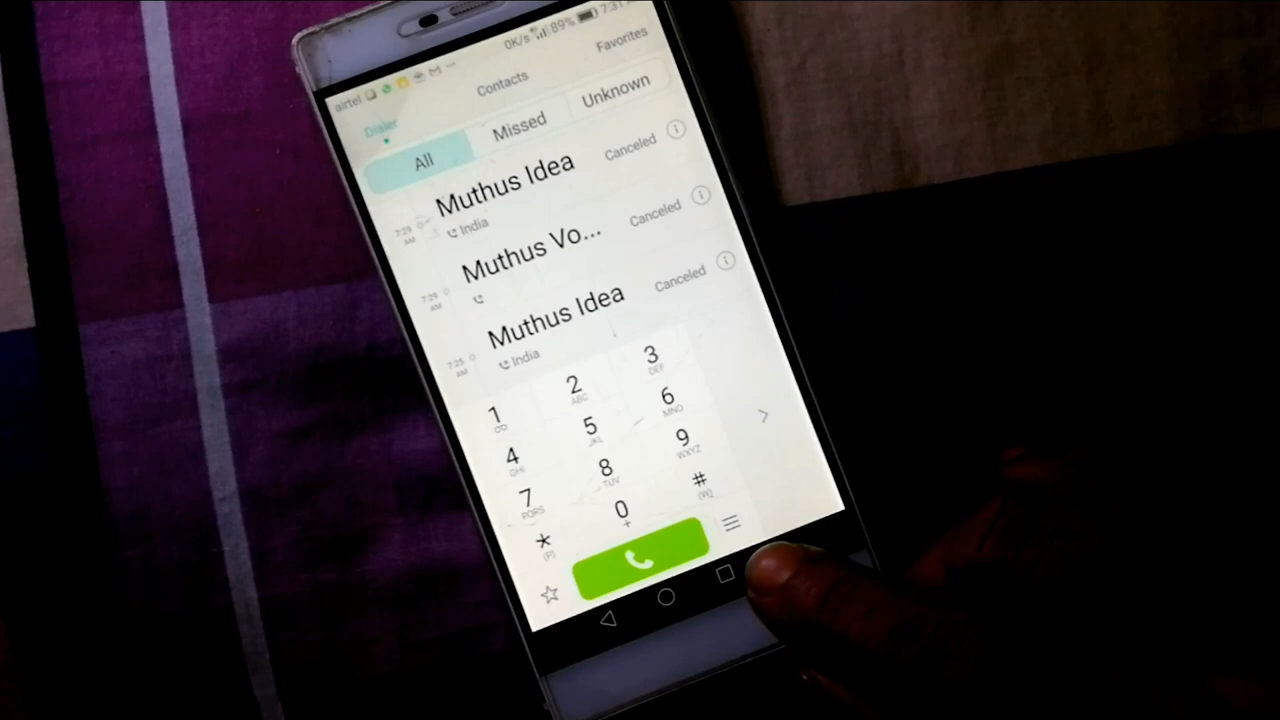 airtel 0K/s 89% 7:31
Dialer Contacts Favorites
All Missed Unknown
Muthus Idea Canceled
7:29 AM India
Muthus Vo... Canceled
7:29 AM
Muthus Idea Canceled
7:25 AM India
1 2 ABC 3 DEF
4 GHI 5 JKL 6 MNO
7 PQRS 8 TUV 9 WXYZ
* (P) 0 + # (W)